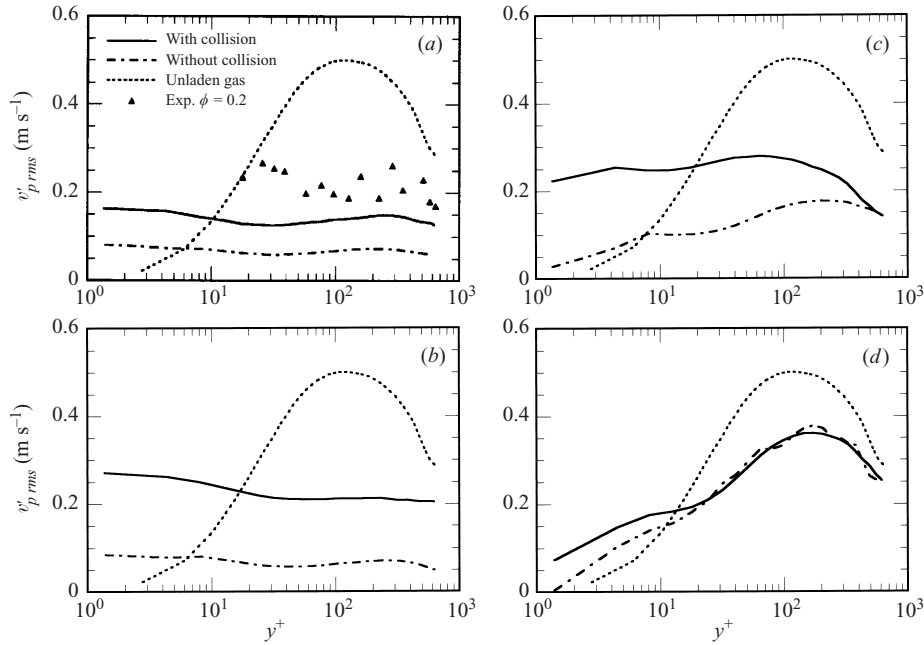 0.6
(a)
With collision
Without collision
Unladen gas
Exp. ϕ = 0.2
0.4
v′p rms (m s–1)
0.2
0
10^0 10^1 10^2 10^3
(c)
0.6
0.4
0.2
0
10^0 10^1 10^2 10^3
0.6
(b)
0.4
v′p rms (m s–1)
0.2
0
10^0 10^1 10^2 10^3
y+
0.6
(d)
0.4
0.2
0
10^0 10^1 10^2 10^3
y+